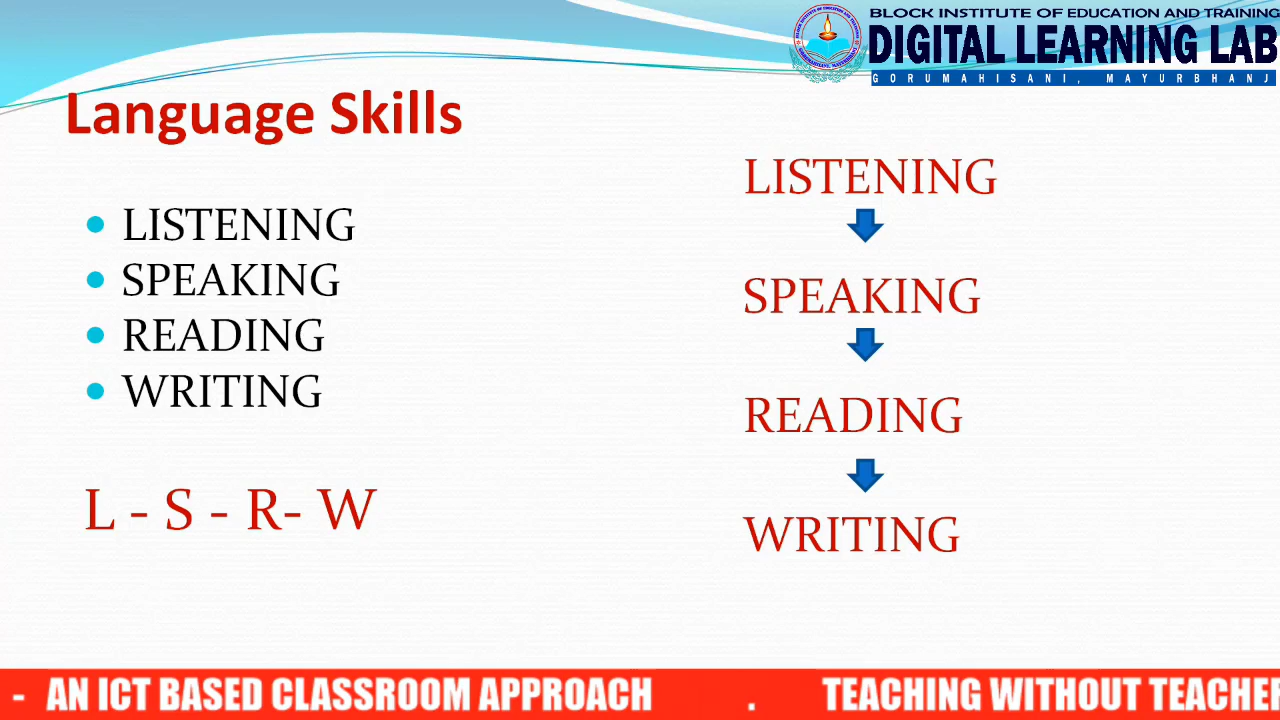 BLOCK INSTITUTE OF EDUCATION AND TRAINING
DIGITAL LEARNING LAB
GORUMAHISANI, MAYURBHANJ
Language Skills
• LISTENING
• SPEAKING
• READING
• WRITING
L - S - R- W
LISTENING
SPEAKING
READING
WRITING
- AN ICT BASED CLASSROOM APPROACH . TEACHING WITHOUT TEACHE